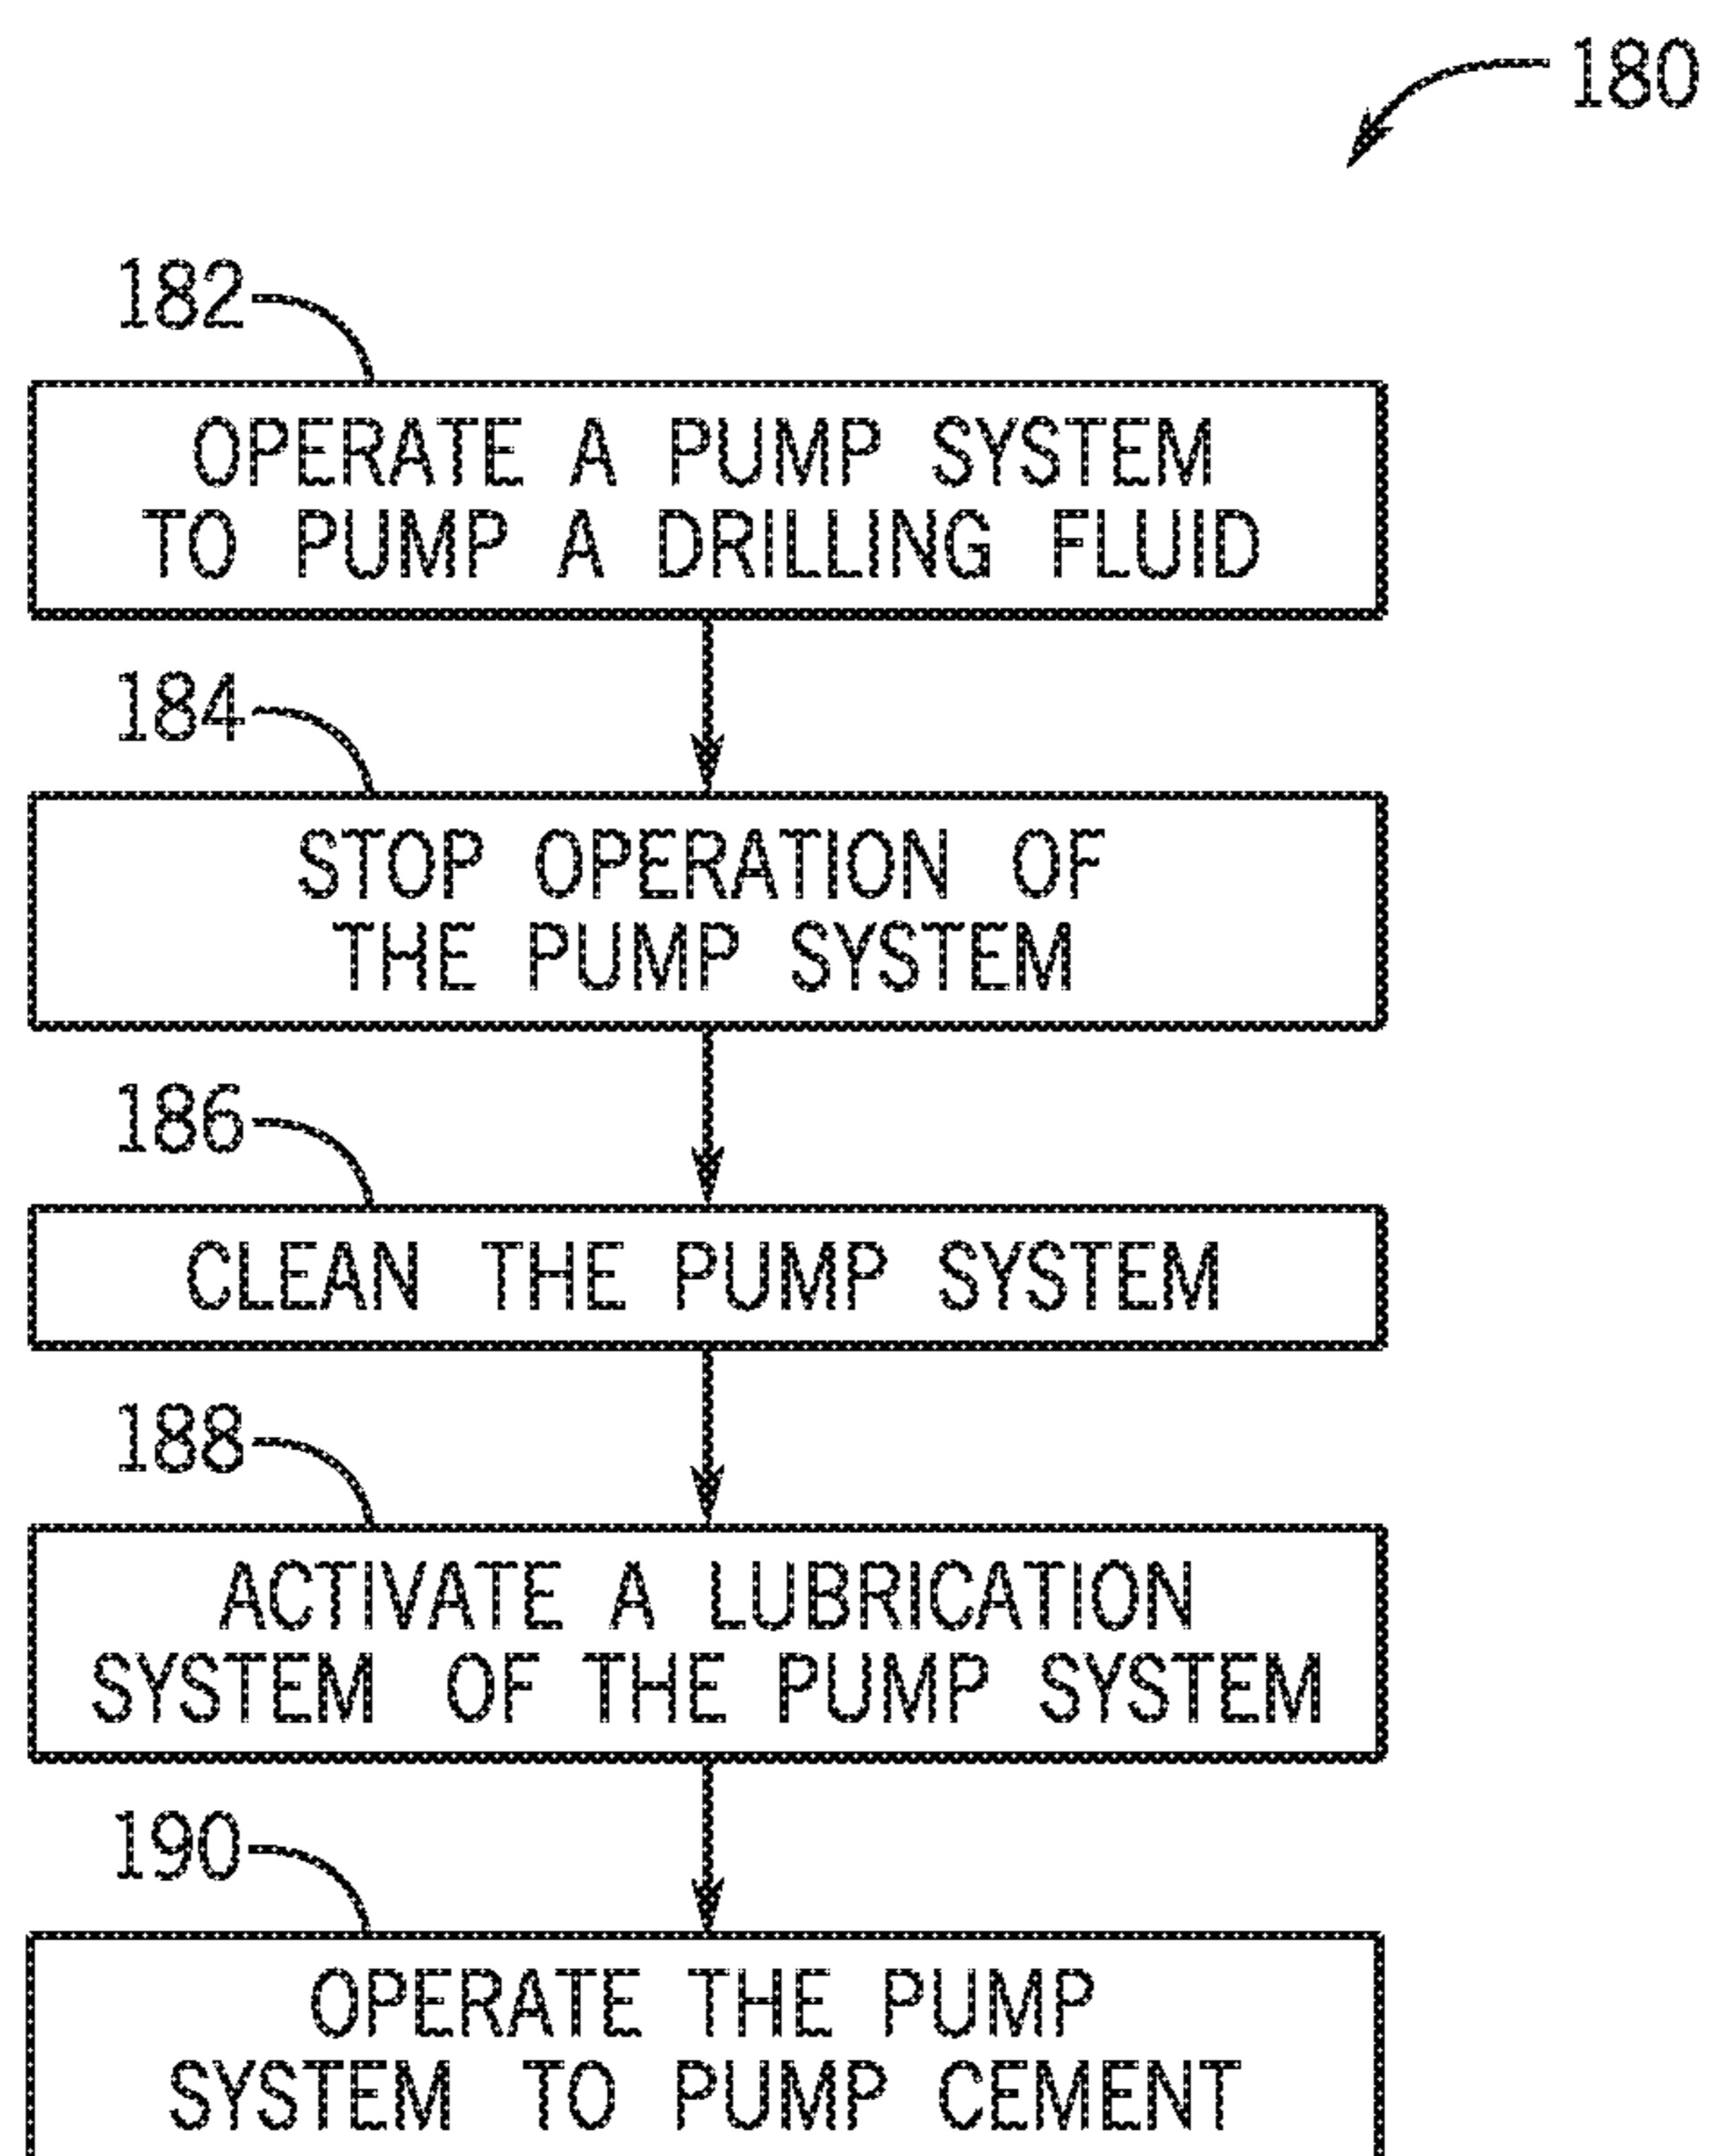 180
182
OPERATE A PUMP SYSTEM
TO PUMP A DRILLING FLUID
184
STOP OPERATION OF
THE PUMP SYSTEM
186
CLEAN THE PUMP SYSTEM
188
ACTIVATE A LUBRICATION
SYSTEM OF THE PUMP SYSTEM
190
OPERATE THE PUMP
SYSTEM TO PUMP CEMENT